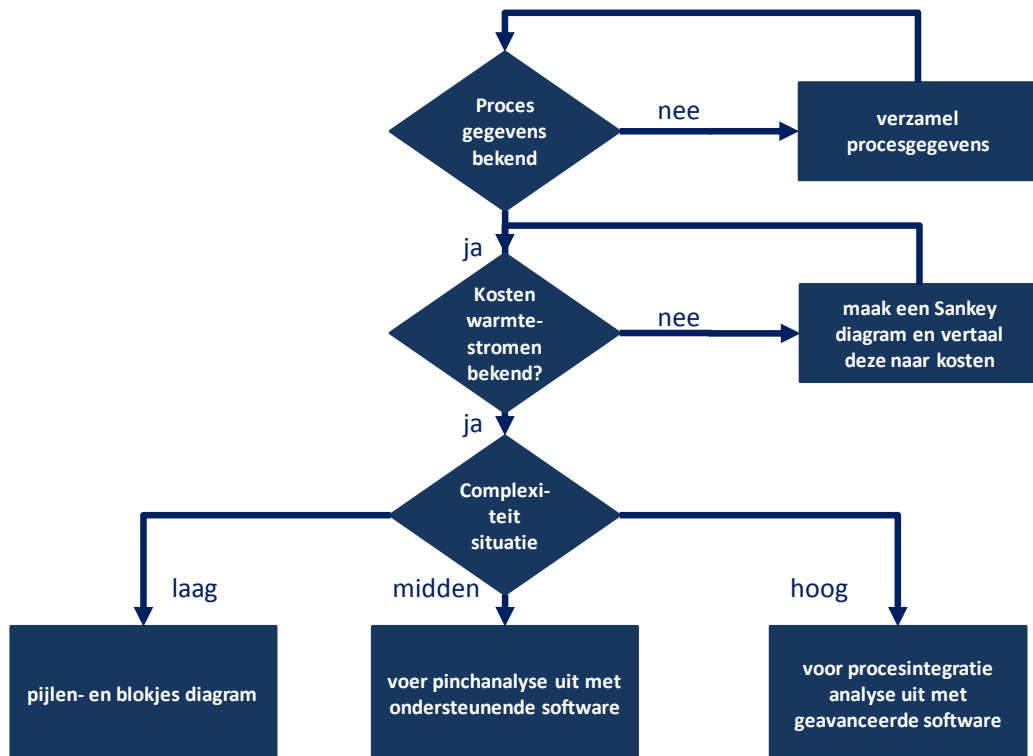 Proces
gegevens
bekend
nee
verzamel
procesgegevens
ja
Kosten
warmte-
stromen
bekend?
nee
maak een Sankey
diagram en vertaal
deze naar kosten
ja
Complexi-
teit
situatie
laag
midden
hoog
pijlen- en blokjes diagram
voer pinchanalyse uit met
ondersteunende software
voor procesintegratie
analyse uit met
geavanceerde software